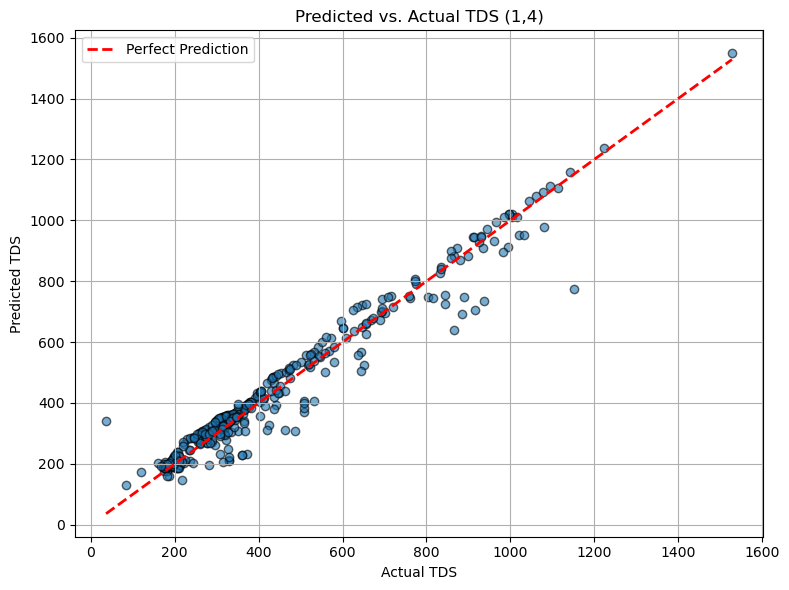 Predicted vs. Actual TDS (1,4)
Perfect Prediction
1600
1400
1200
1000
800
600
400
200
0
Predicted TDS
0 200 400 600 800 1000 1200 1400 1600
Actual TDS